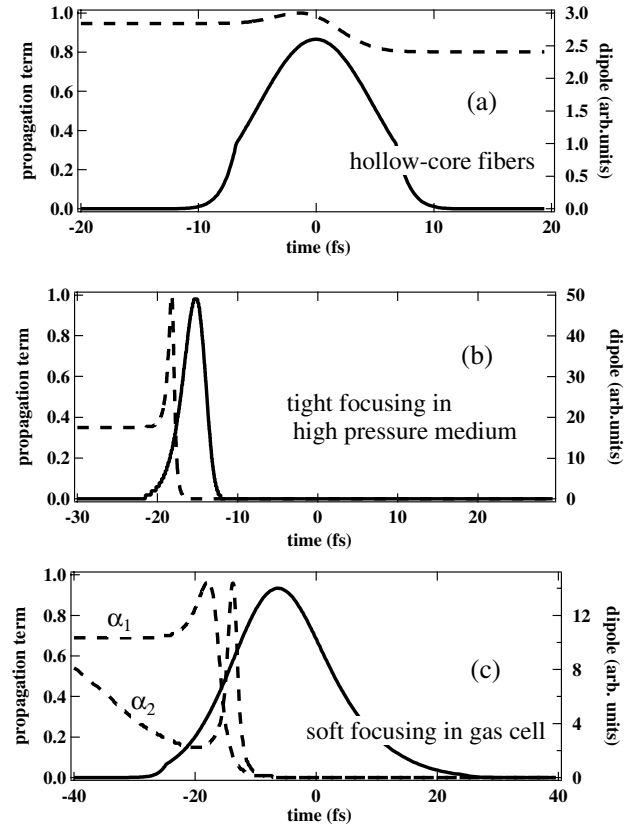 1.0
0.8
0.6
0.4
0.2
0.0
propagation term
3.0
2.5
2.0
1.5
1.0
0.5
0.0
dipole (arb.units)
(a)
hollow-core fibers
-20
-10
0
10
20
time (fs)
1.0
0.8
0.6
0.4
0.2
0.0
propagation term
50
40
30
20
10
0
dipole (arb.units)
(b)
tight focusing in
high pressure medium
-30
-20
-10
0
10
20
time (fs)
1.0
0.8
0.6
0.4
0.2
0.0
propagation term
12
8
4
0
dipole (arb. units)
α1
α2
(c)
soft focusing in gas cell
-40
-20
0
20
40
time (fs)